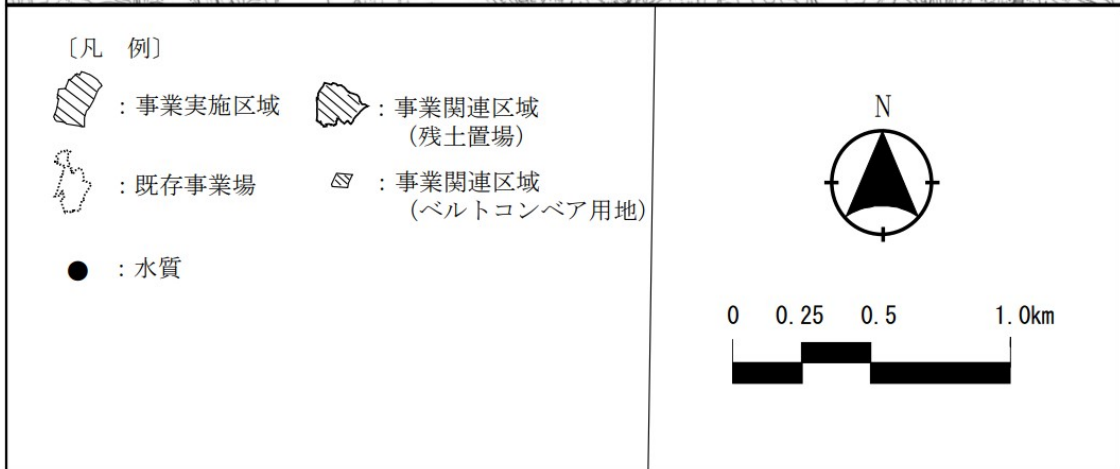 〔凡　例〕
：事業実施区域
：事業関連区域
（残土置場）
：既存事業場
：事業関連区域
（ベルトコンベア用地）
：水質
N
0 0.25 0.5 1.0km